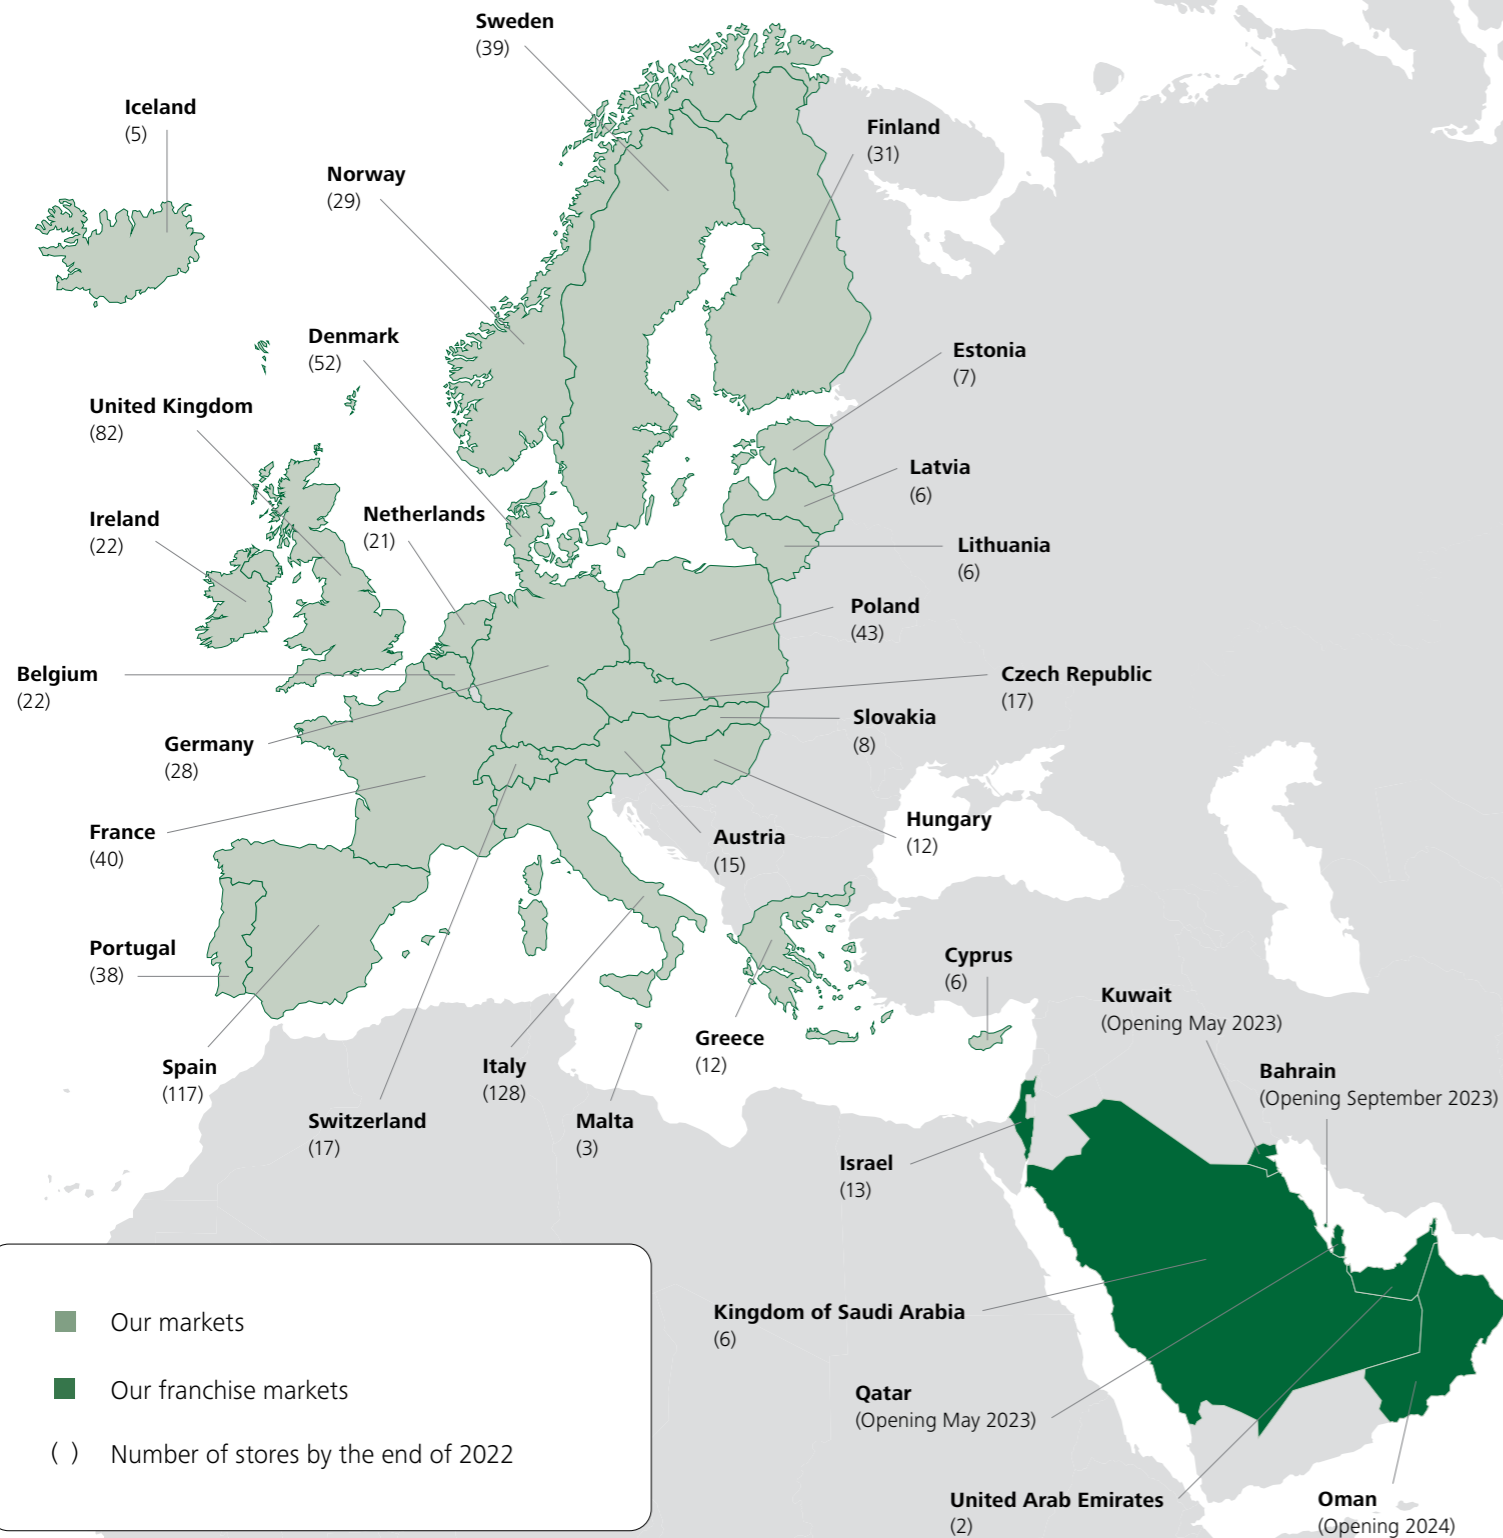 Sweden
(39)
Iceland
(5)
Finland
(31)
Norway
(29)
Denmark
(52)
Estonia
(7)
United Kingdom
(82)
Latvia
(6)
Ireland
(22)
Netherlands
(21)
Lithuania
(6)
Poland
(43)
Belgium
(22)
Czech Republic
(17)
Slovakia
(8)
Germany
(28)
France
(40)
Hungary
(12)
Austria
(15)
Portugal
(38)
Cyprus
(6)
Kuwait
(Opening May 2023)
Greece
(12)
Spain
(117)
Italy
(128)
Bahrain
(Opening September 2023)
Switzerland
(17)
Malta
(3)
Israel
(13)
Kingdom of Saudi Arabia
(6)
Qatar
(Opening May 2023)
United Arab Emirates
(2)
Oman
(Opening 2024)
Our markets
Our franchise markets
( ) Number of stores by the end of 2022